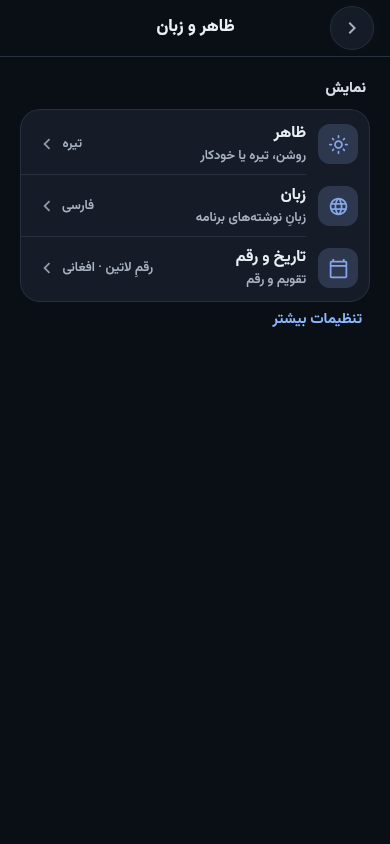 ظاهر و زبان
نمایش
ظاهر
روشن، تیره یا خودکار
تیره
زبان
زبانِ نوشته‌های برنامه
فارسی
تاریخ و رقم
تقویم و رقم
رقمِ لاتین · افغانی
تنظیمات بیشتر